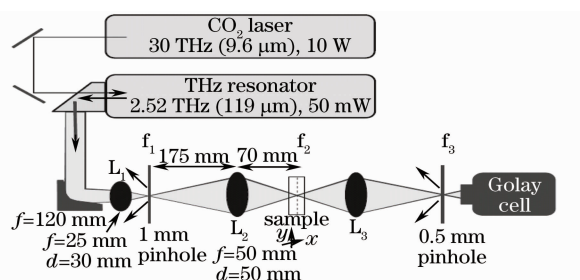 CO₂ laser
30 THz (9.6 μm), 10 W
THz resonator
2.52 THz (119 μm), 50 mW
f₁ 175 mm 70 mm f₂ f₃
L₁
Golay
cell
L₂ sample L₃
y x
f=120 mm
f=25 mm
d=30 mm
1 mm
pinhole
f=50 mm
d=50 mm
0.5 mm
pinhole